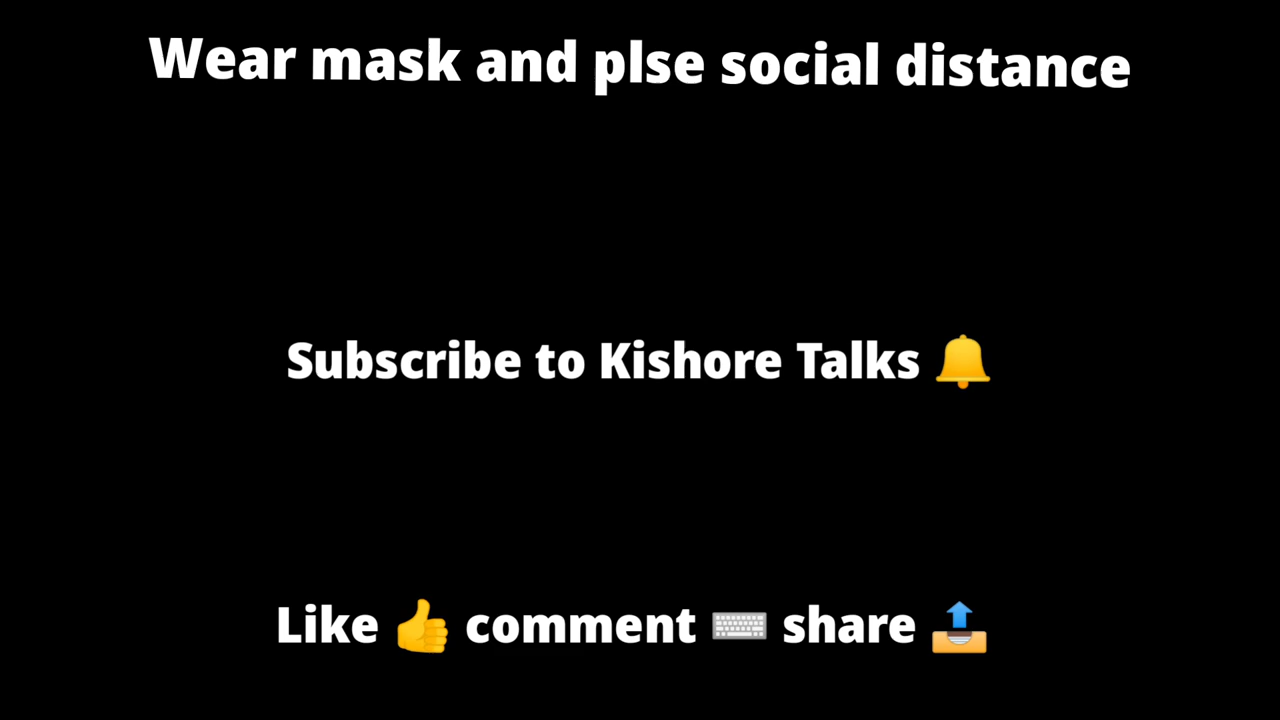 Wear mask and plse social distance
Subscribe to Kishore Talks 🔔
Like 👍 comment ⌨️ share 📤